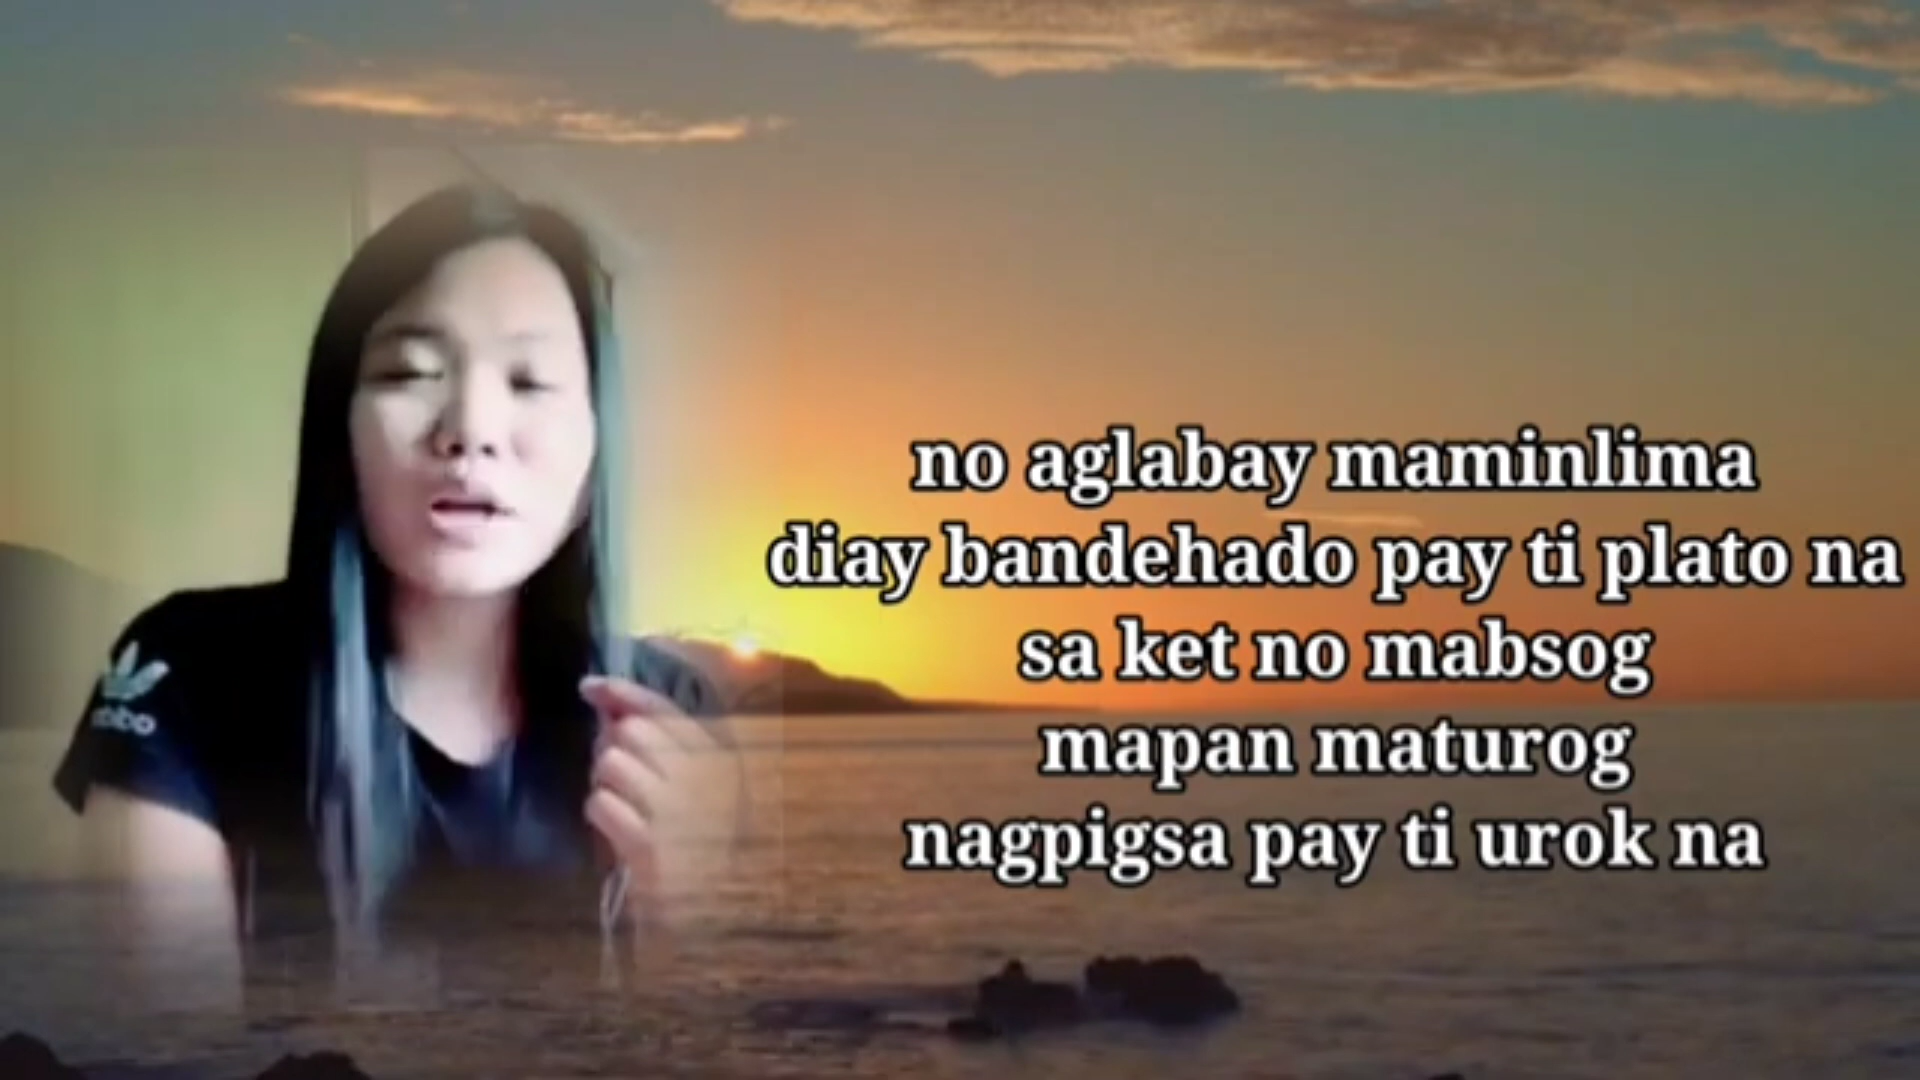 no aglabay maminlima
diay bandehado pay ti plato na
sa ket no mabsog
mapan maturog
nagpigsa pay ti urok na